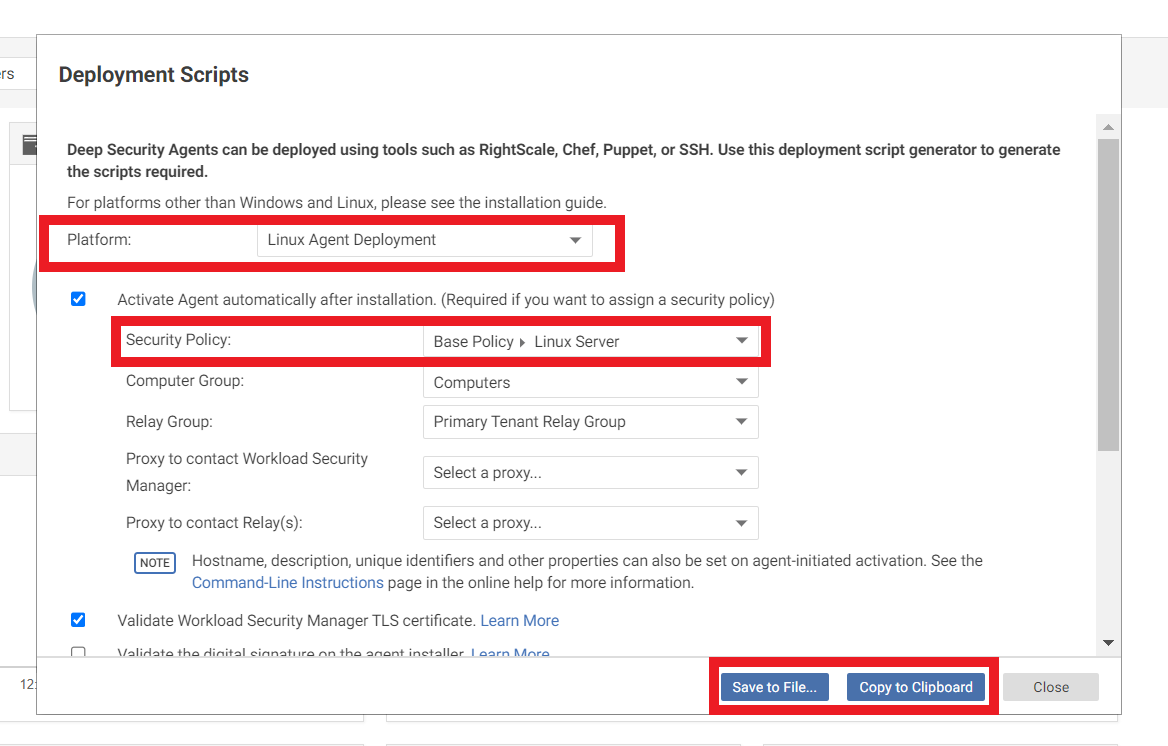 Deployment Scripts
ers
Deep Security Agents can be deployed using tools such as RightScale, Chef, Puppet, or SSH. Use this deployment script generator to generate
the scripts required.
For platforms other than Windows and Linux, please see the installation guide.
Platform: Linux Agent Deployment
Activate Agent automatically after installation. (Required if you want to assign a security policy)
Security Policy: Base Policy Linux Server
Computer Group: Computers
Relay Group: Primary Tenant Relay Group
Proxy to contact Workload Security
Manager: Select a proxy...
Proxy to contact Relay(s): Select a proxy...
NOTE Hostname, description, unique identifiers and other properties can also be set on agent-initiated activation. See the
Command-Line Instructions page in the online help for more information.
Validate Workload Security Manager TLS certificate. Learn More
Validate the digital signature on the agent installer. Learn More
12:
Save to File... Copy to Clipboard Close